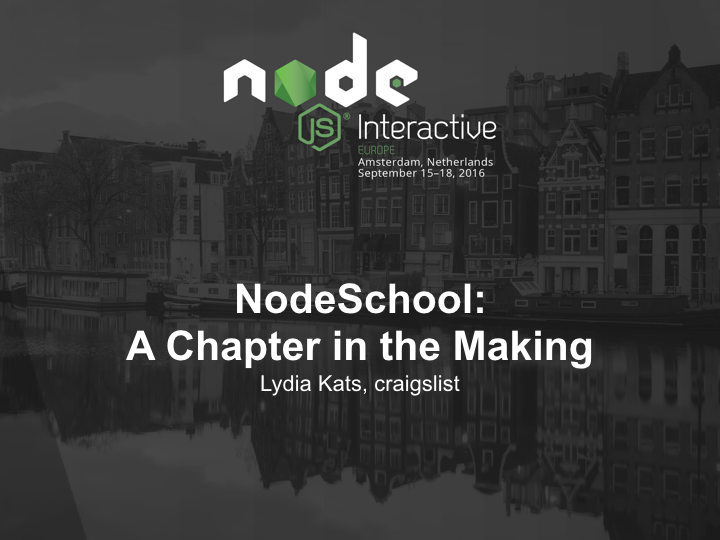 node
JS® Interactive
EUROPE
Amsterdam, Netherlands
September 15–18, 2016
NodeSchool:
A Chapter in the Making
Lydia Kats, craigslist